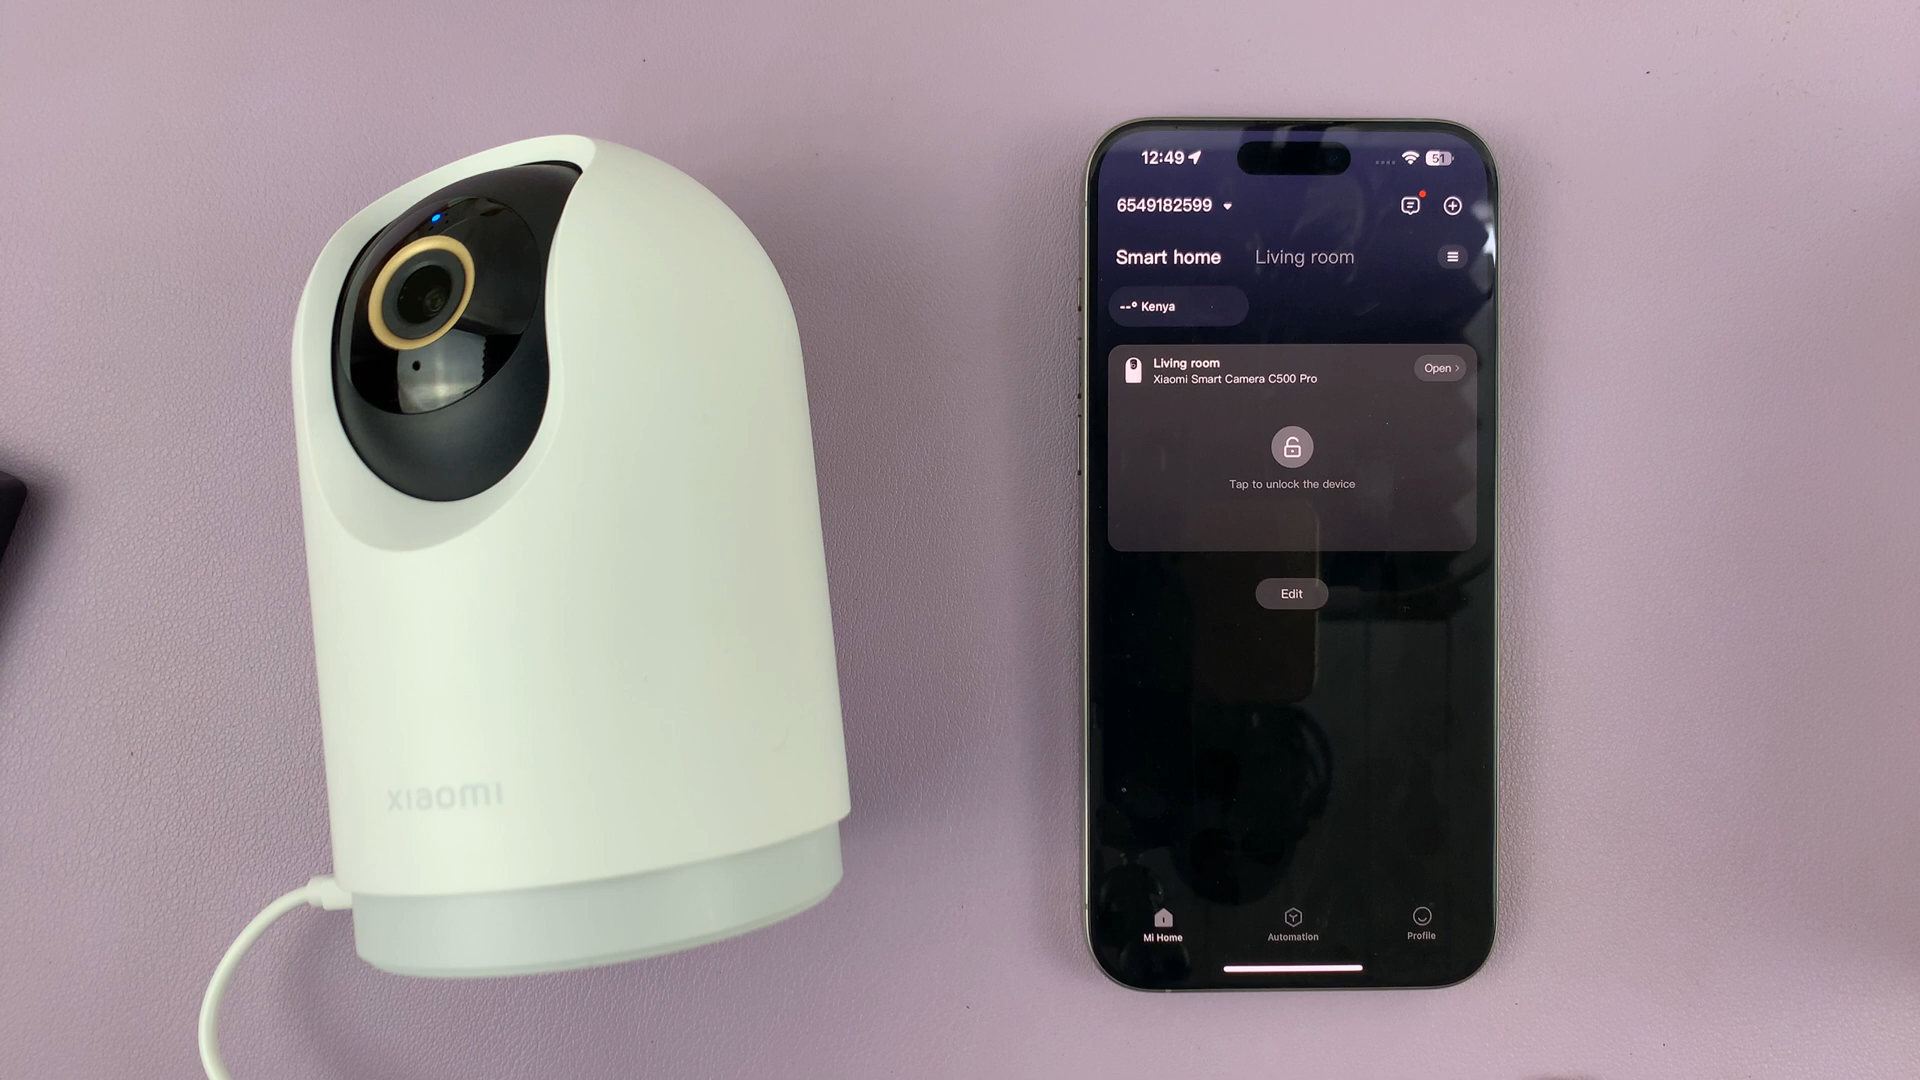 xiaomi
12:49
51
6549182599
Smart home
Living room
--° Kenya
Living room
Xiaomi Smart Camera C500 Pro
Open >
Tap to unlock the device
Edit
Mi Home
Automation
Profile